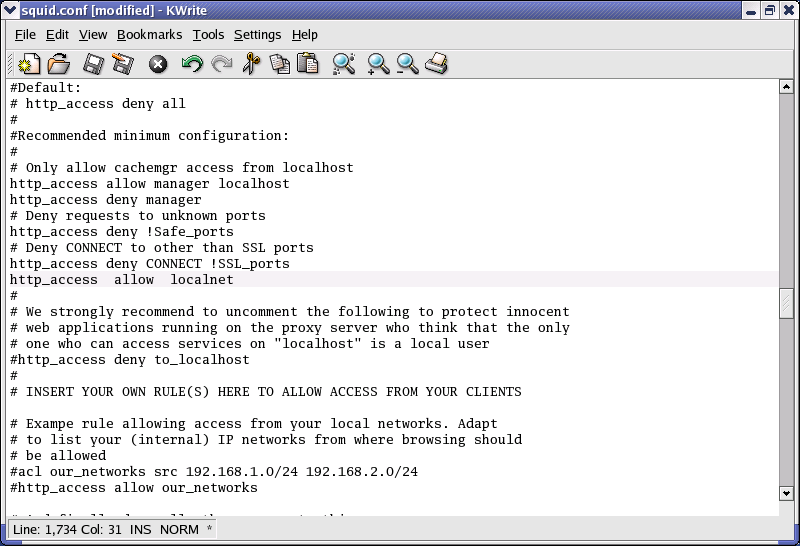 squid.conf [modified] - KWrite
File Edit View Bookmarks Tools Settings Help
#Default:
# http_access deny all
#
#Recommended minimum configuration:
#
# Only allow cachemgr access from localhost
http_access allow manager localhost
http_access deny manager
# Deny requests to unknown ports
http_access deny !Safe_ports
# Deny CONNECT to other than SSL ports
http_access deny CONNECT !SSL_ports
http_access  allow  localnet
#
# We strongly recommend to uncomment the following to protect innocent
# web applications running on the proxy server who think that the only
# one who can access services on "localhost" is a local user
#http_access deny to_localhost
#
# INSERT YOUR OWN RULE(S) HERE TO ALLOW ACCESS FROM YOUR CLIENTS
# Exampe rule allowing access from your local networks. Adapt
# to list your (internal) IP networks from where browsing should
# be allowed
#acl our_networks src 192.168.1.0/24 192.168.2.0/24
#http_access allow our_networks
Line: 1,734 Col: 31 INS NORM *